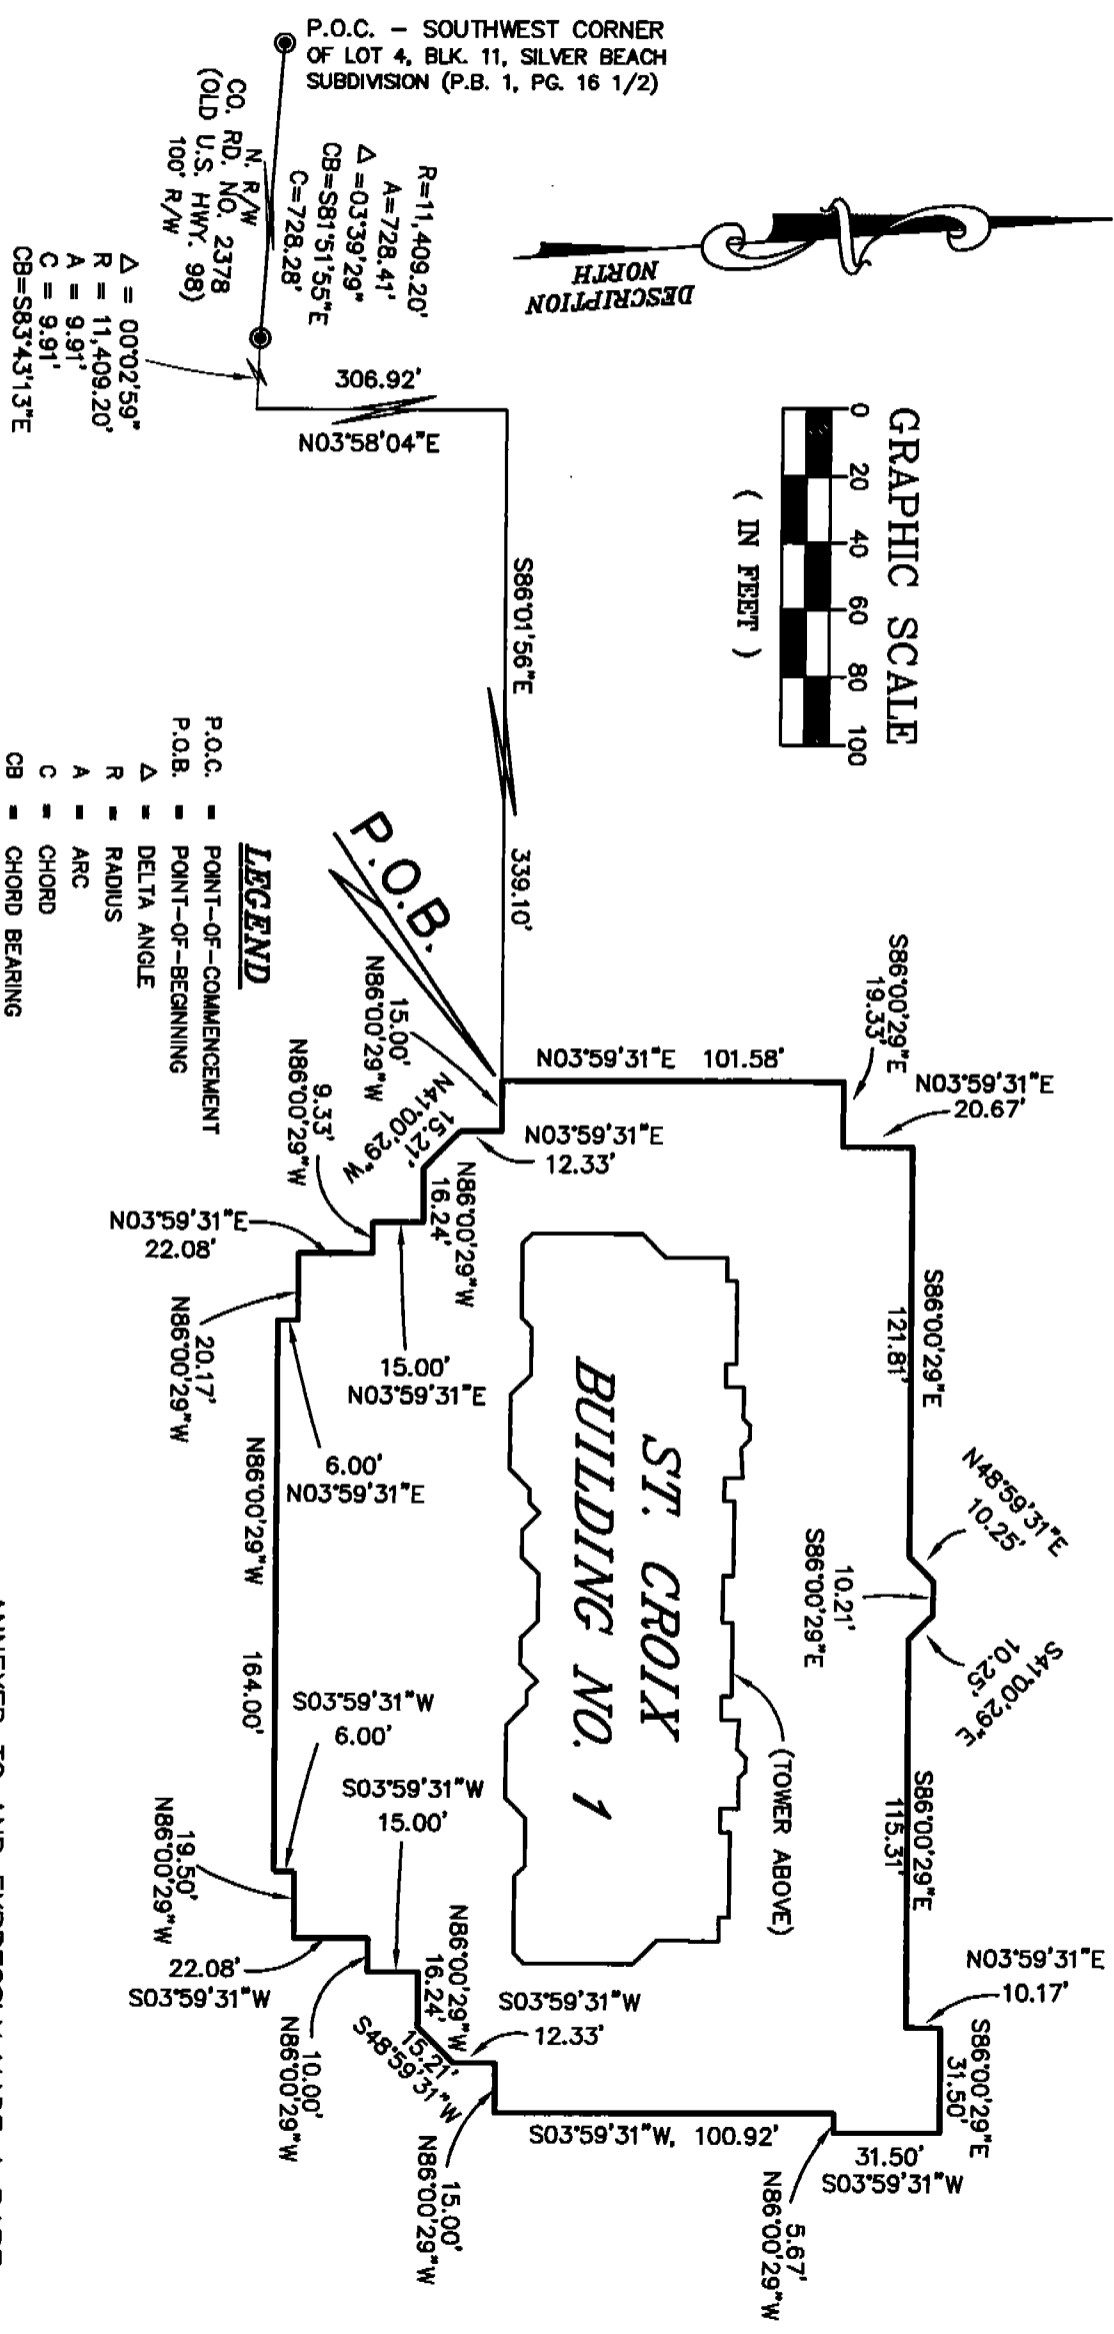 P.O.C. - SOUTHWEST CORNER
OF LOT 4, BLK. 11, SILVER BEACH
SUBDIVISION (P.B. 1, PG. 16 1/2)
N. R/W
CO. RD. NO. 2378
(OLD U.S. HWY. 98)
100' R/W
R=11,409.20'
A=728.41'
Δ=03°39'29"
CB=S81°51'55"E
C=728.28'
Δ = 00°02'59"
R = 11,409.20'
A = 9.91'
C = 9.91'
CB=S83°43'13"E
DESCRIPTION
NORTH
GRAPHIC SCALE
0 20 40 60 80 100
( IN FEET )
306.92'
N03°58'04"E
S86°01'56"E
339.10'
P.O.B.
LEGEND
P.O.C. = POINT-OF-COMMENCEMENT
P.O.B. = POINT-OF-BEGINNING
Δ = DELTA ANGLE
R = RADIUS
A = ARC
C = CHORD
CB = CHORD BEARING
N03°59'31"E 101.58'
S86°00'29"E
19.33'
N03°59'31"E
20.67'
S86°00'29"E
121.81'
N48°59'31"E
10.25'
10.21'
S86°00'29"E
S41°00'29"E
10.25'
S86°00'29"E
115.31'
N03°59'31"E
10.17'
S86°00'29"E
31.50'
31.50'
S03°59'31"W
5.67'
N86°00'29"W
S03°59'31"W, 100.92'
15.00'
N86°00'29"W
S03°59'31"W
12.33'
15.21'
S48°59'31"W
N86°00'29"W
16.24'
S03°59'31"W
15.00'
10.00'
N86°00'29"W
22.08'
S03°59'31"W
19.50'
N86°00'29"W
S03°59'31"W
6.00'
N86°00'29"W 164.00'
6.00'
N03°59'31"E
20.17'
N86°00'29"W
N03°59'31"E
22.08'
9.33'
N86°00'29"W
15.00'
N03°59'31"E
N86°00'29"W
16.24'
15.21'
N41°00'29"W
N03°59'31"E
12.33'
15.00'
N86°00'29"W
ST. CROIX
BUILDING NO. 1
(TOWER ABOVE)